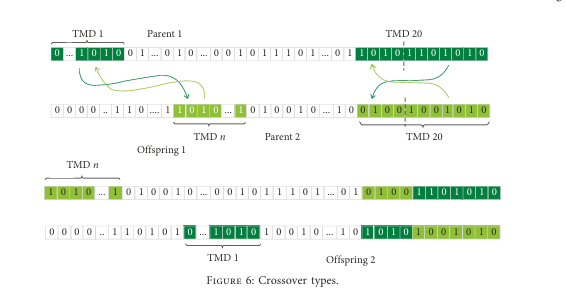 TMD 1 Parent 1 TMD 20
0 ... 1 0 1 0 0 1 0 1 0 0 1 0 ... 0 0 1 0 1 1 1 0 1 ... 0 1 1 0 1 0 1 1 0 1 0 1 0
0 0 0 0 .. 1 1 0 .... 1 1 0 1 0 ... 1 0 1 0 0 1 0 ... 1 0 0 1 0 0 1 0 0 1 0 1 0
TMD n Parent 2 TMD 20
Offspring 1
TMD n
1 0 1 0 ... 1 0 1 0 0 1 0 ... 0 0 1 0 1 1 1 0 1 ... 0 1 0 1 0 0 1 1 0 1 0 1 0
0 0 0 0 .. 1 1 0 1 0 1 0 ... 1 0 1 0 1 0 0 1 0 ... 1 0 1 0 1 0 1 0 0 1 0 1 0
TMD 1 Offspring 2
FIGURE 6: Crossover types.